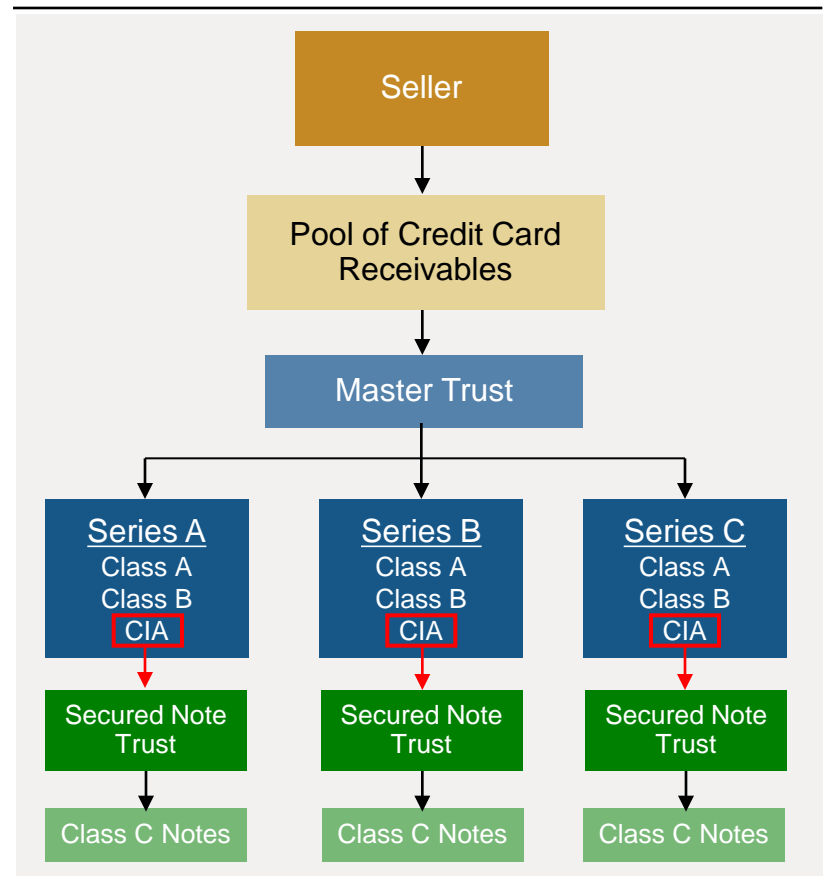 Seller
Pool of Credit Card
Receivables
Master Trust
Series A
Class A
Class B
CIA
Series B
Class A
Class B
CIA
Series C
Class A
Class B
CIA
Secured Note
Trust
Secured Note
Trust
Secured Note
Trust
Class C Notes
Class C Notes
Class C Notes